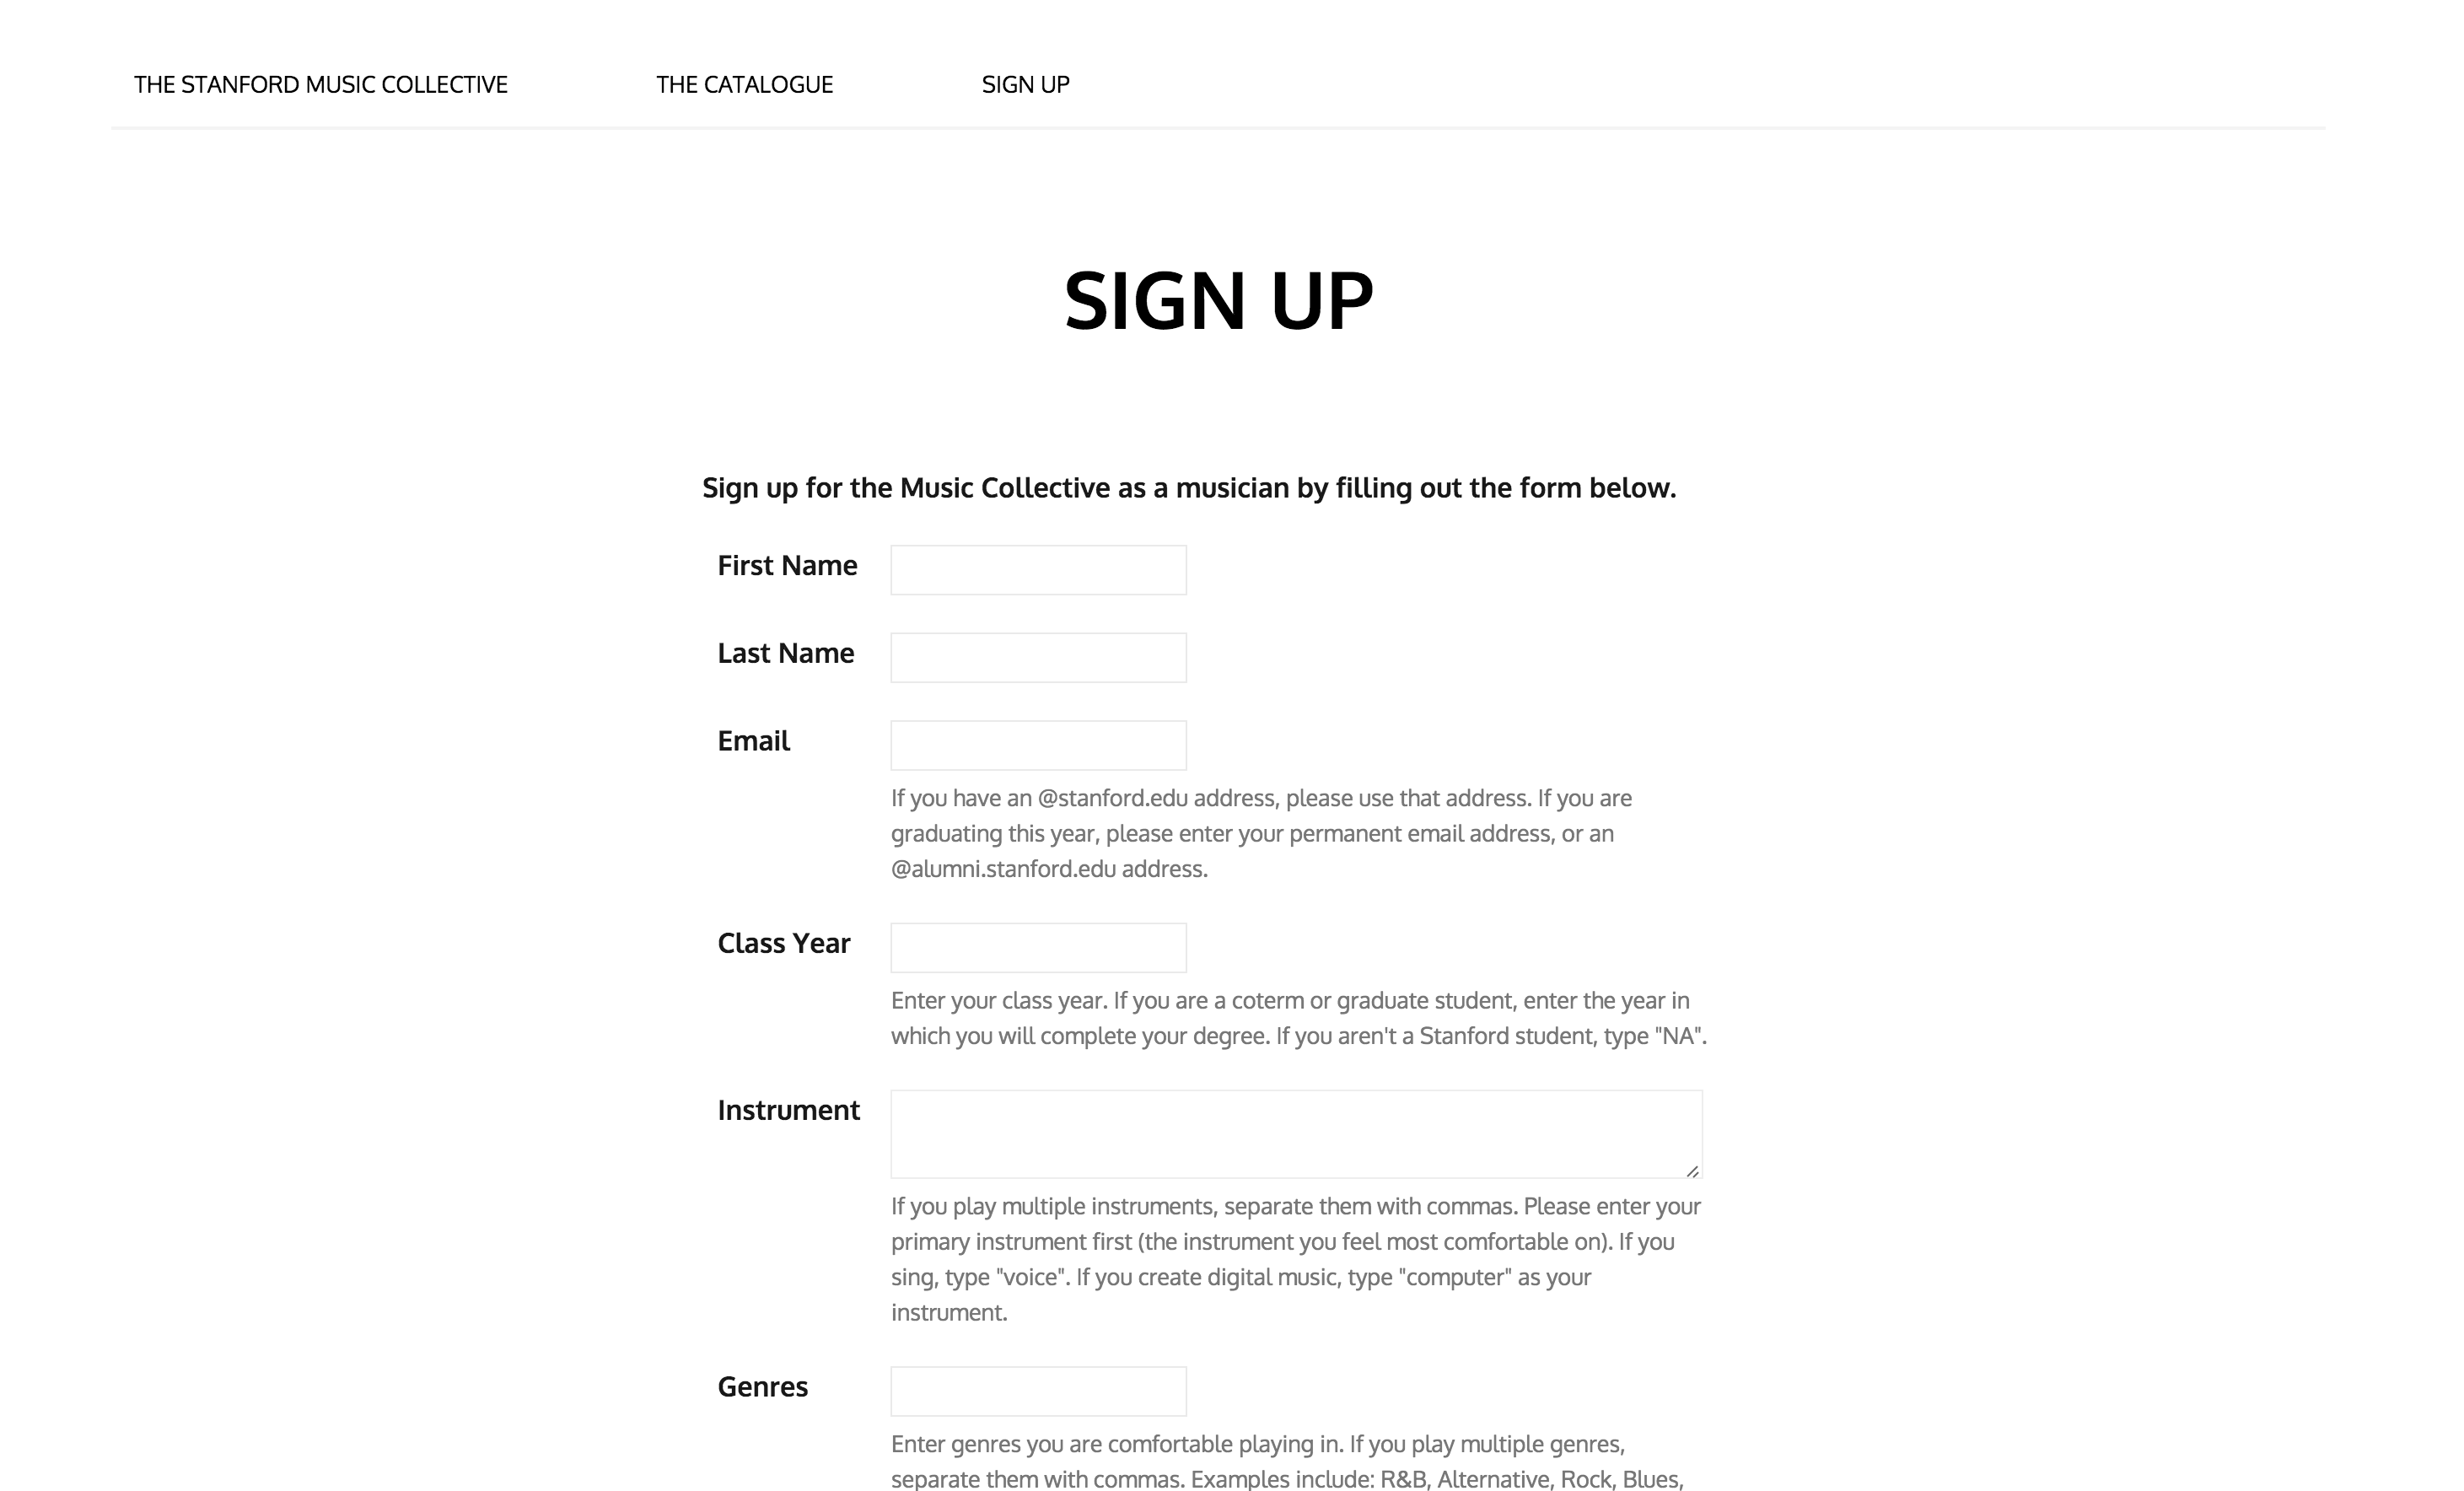 THE STANFORD MUSIC COLLECTIVE THE CATALOGUE SIGN UP
SIGN UP
Sign up for the Music Collective as a musician by filling out the form below.
First Name
Last Name
Email
If you have an @stanford.edu address, please use that address. If you are
graduating this year, please enter your permanent email address, or an
@alumni.stanford.edu address.
Class Year
Enter your class year. If you are a coterm or graduate student, enter the year in
which you will complete your degree. If you aren't a Stanford student, type "NA".
Instrument
If you play multiple instruments, separate them with commas. Please enter your
primary instrument first (the instrument you feel most comfortable on). If you
sing, type "voice". If you create digital music, type "computer" as your
instrument.
Genres
Enter genres you are comfortable playing in. If you play multiple genres,
separate them with commas. Examples include: R&B, Alternative, Rock, Blues,